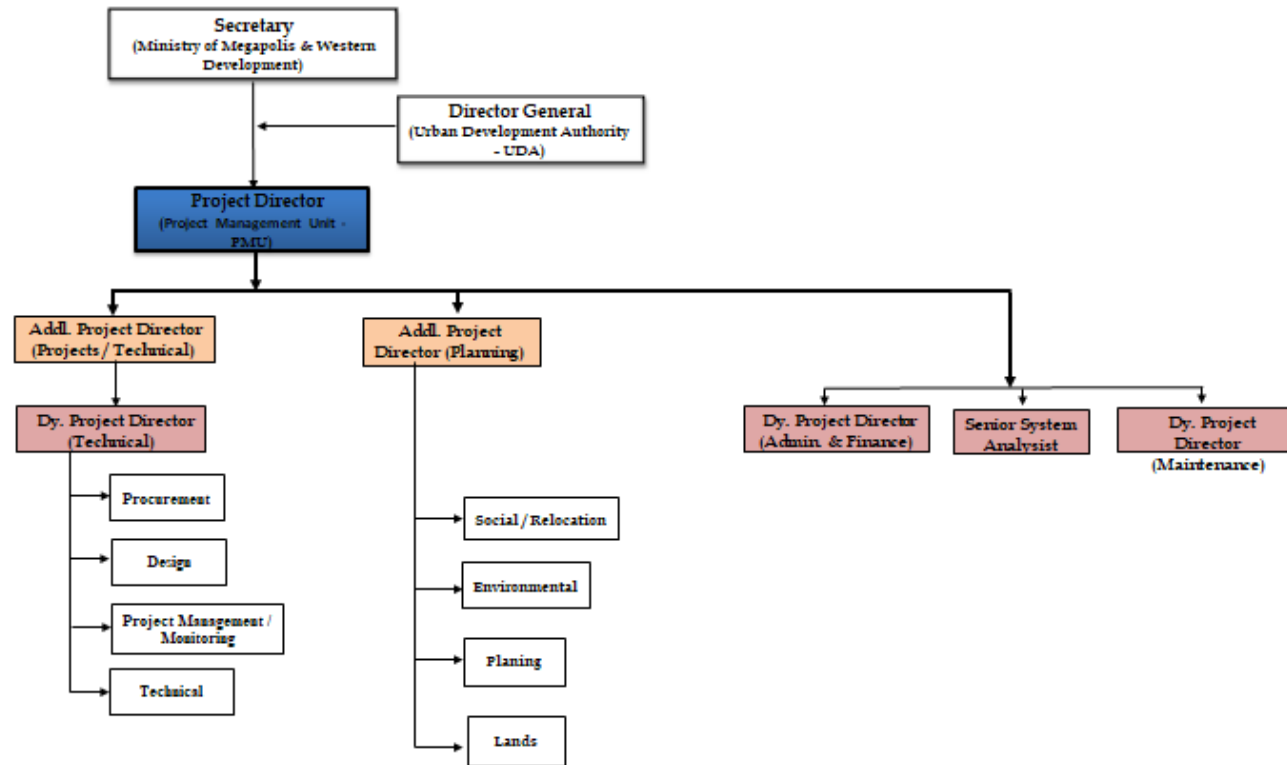 Secretary
(Ministry of Megapolis & Western
Development)
Director General
(Urban Development Authority
- UDA)
Project Director
(Project Management Unit -
PMU)
Addl. Project Director
(Projects / Technical)
Addl. Project
Director (Planning)
Dy. Project Director
(Technical)
Dy. Project Director
(Admin. & Finance)
Senior System
Analysist
Dy. Project
Director
(Maintenance)
Procurement
Design
Project Management /
Monitoring
Technical
Social / Relocation
Environmental
Planing
Lands